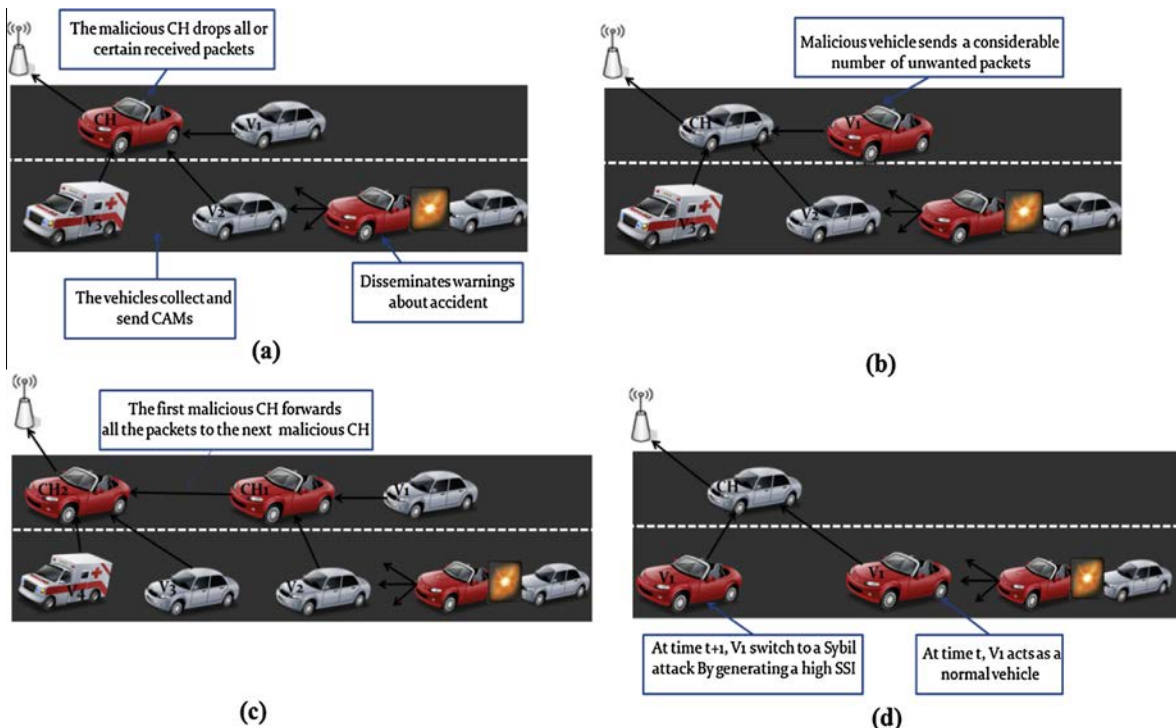 The malicious CH drops all or
certain received packets
CH
V1
V3
V2
The vehicles collect and
send CAMs
Disseminates warnings
about accident
(a)
Malicious vehicle sends a considerable
number of unwanted packets
CH
V1
V3
V2
(b)
The first malicious CH forwards
all the packets to the next malicious CH
CH2
CH1
V1
V4
V3
V2
(c)
CH
V1
V1
At time t+1, V1 switch to a Sybil
attack By generating a high SSI
At time t, V1 acts as a
normal vehicle
(d)